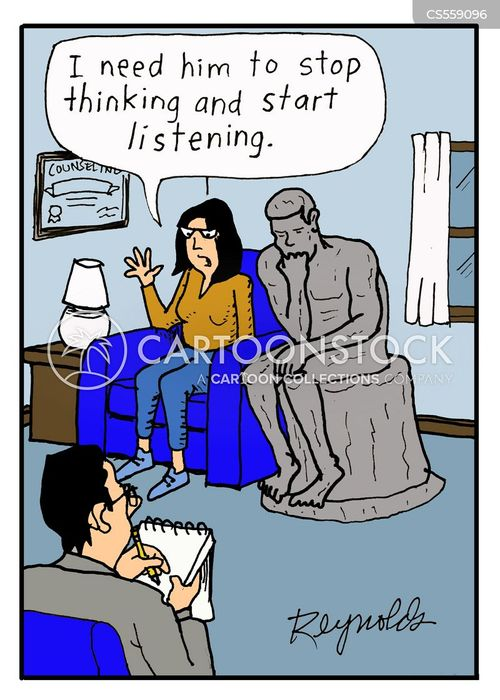 CS559096
I need him to stop
thinking and start
listening.
COUNSELING
CARTOONSTOCK
A CARTOON COLLECTIONS COMPANY
Reynolds